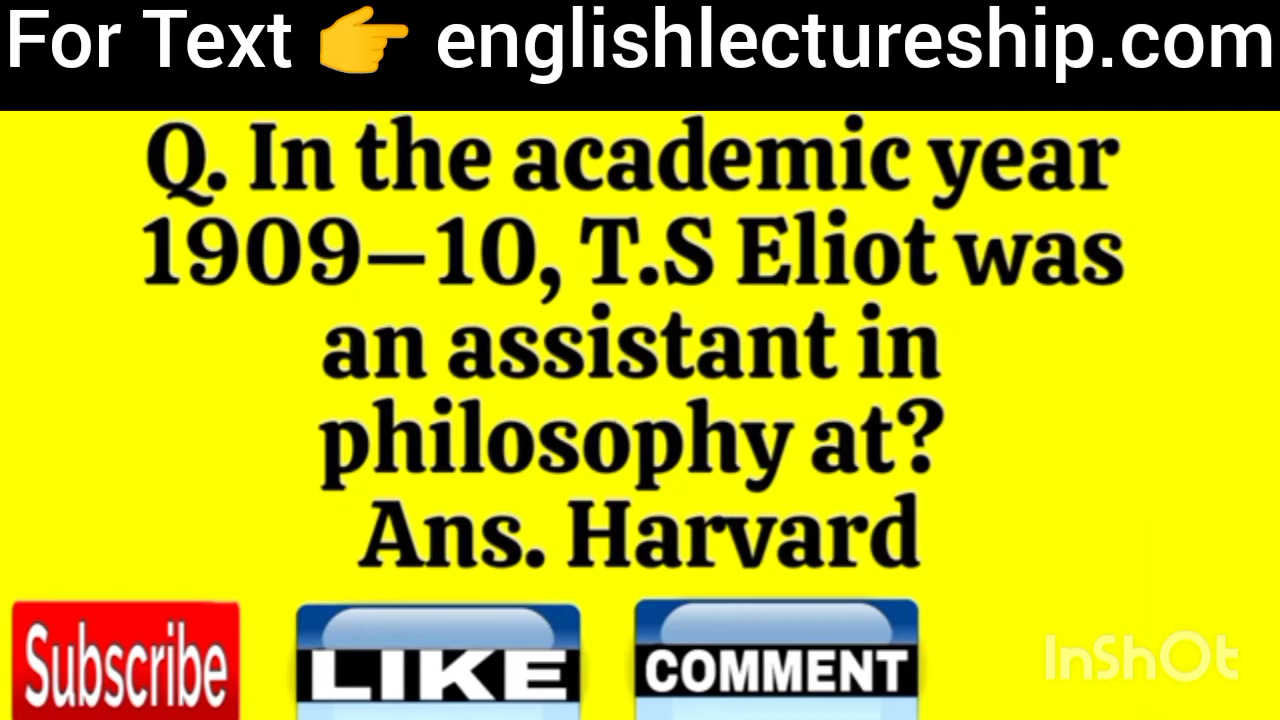 For Text 👉 englishlectureship.com
Q. In the academic year
1909–10, T.S Eliot was
an assistant in
philosophy at?
Ans. Harvard
Subscribe
LIKE
COMMENT
InShOt